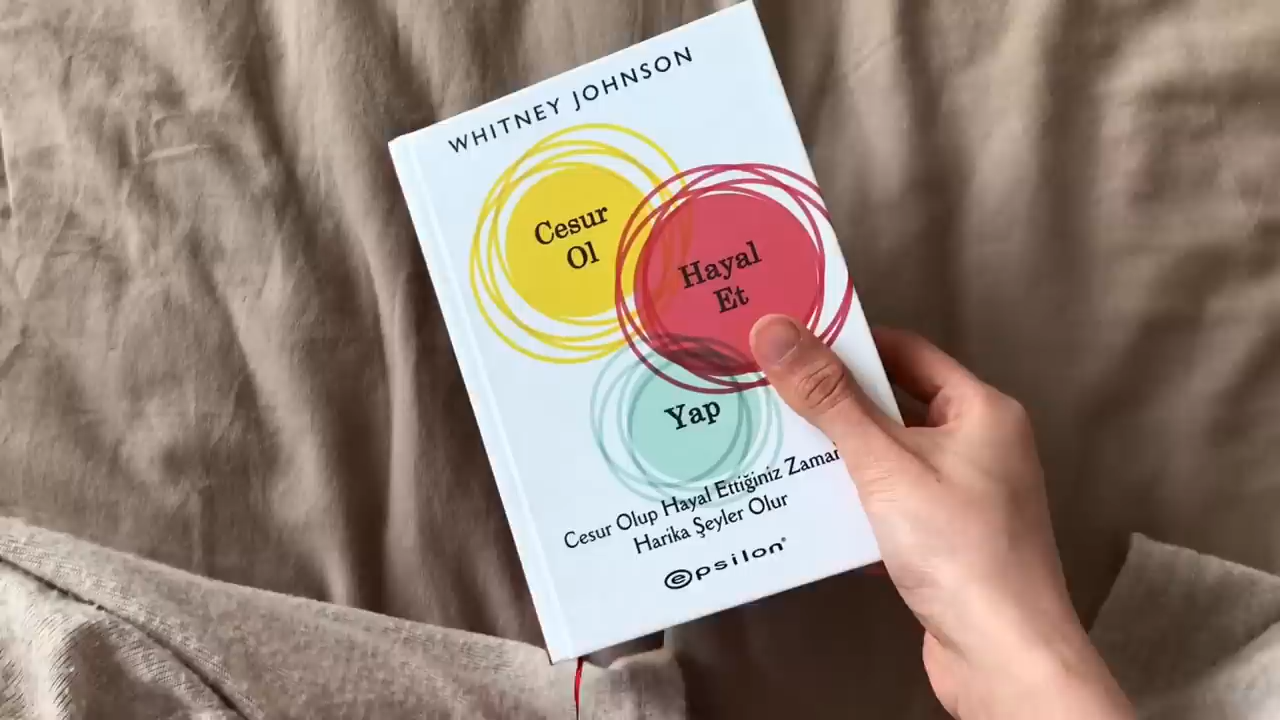 WHITNEY JOHNSON
Cesur
Ol
Hayal
Et
Yap
Cesur Olup Hayal Ettiğiniz Zaman
Harika Şeyler Olur
epsilon®